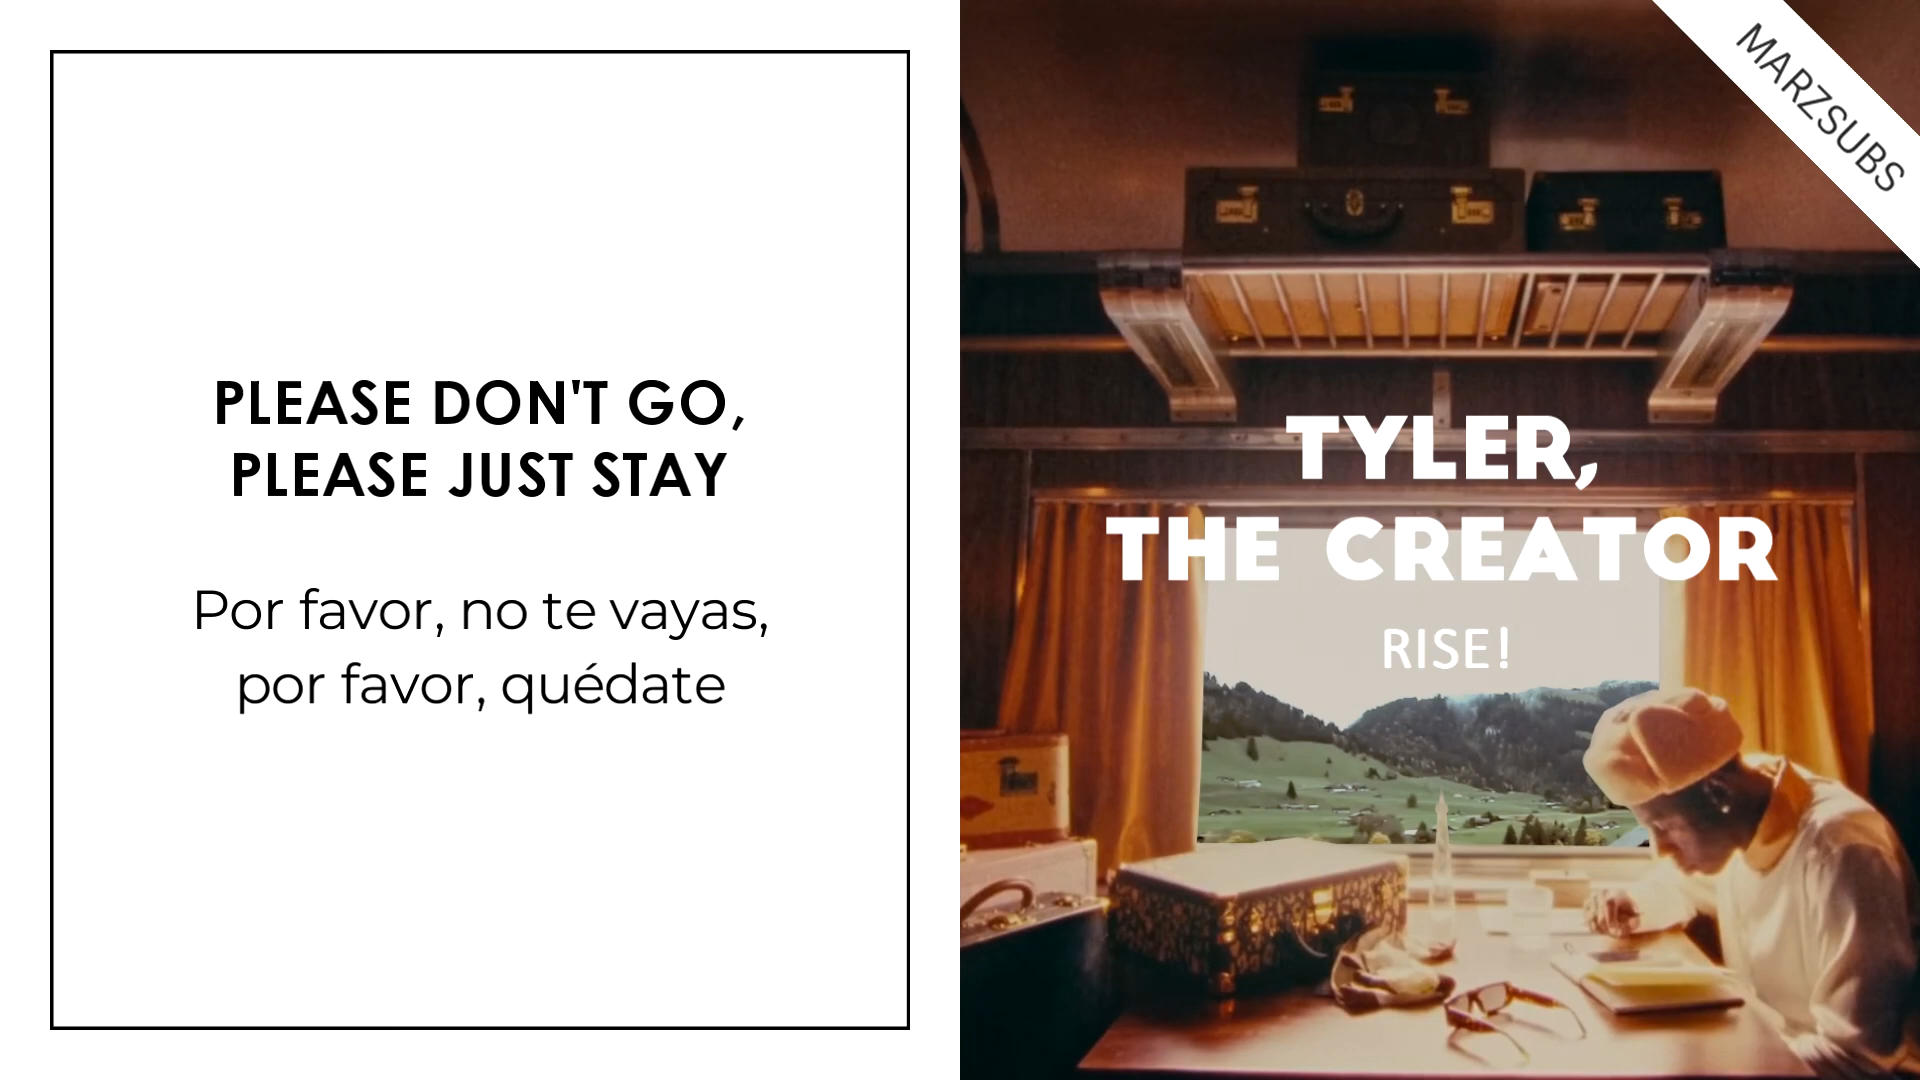 PLEASE DON'T GO,
PLEASE JUST STAY
Por favor, no te vayas,
por favor, quédate
MARZSUBS
TYLER,
THE CREATOR
RISE!